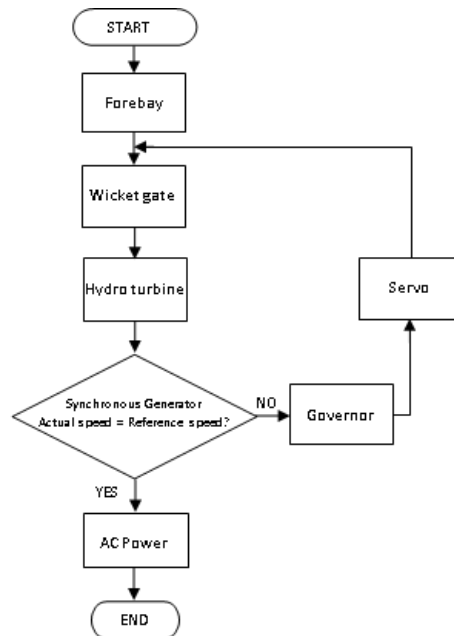 START
Forebay
Wicket gate
Hydro turbine
Servo
Synchronous Generator
Actual speed = Reference speed?
NO
Governor
YES
AC Power
END